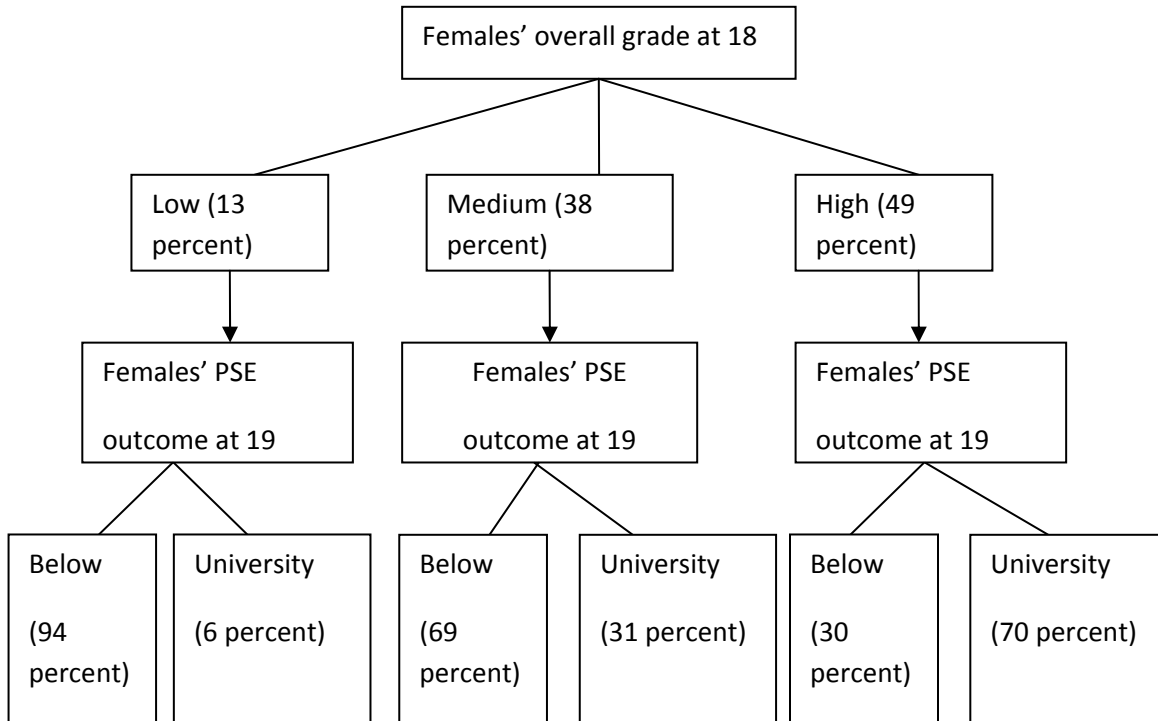 Females’ overall grade at 18
Low (13
percent)
Medium (38
percent)
High (49
percent)
Females’ PSE
outcome at 19
Females’ PSE
outcome at 19
Females’ PSE
outcome at 19
Below
(94
percent)
University
(6 percent)
Below
(69
percent)
University
(31 percent)
Below
(30
percent)
University
(70 percent)